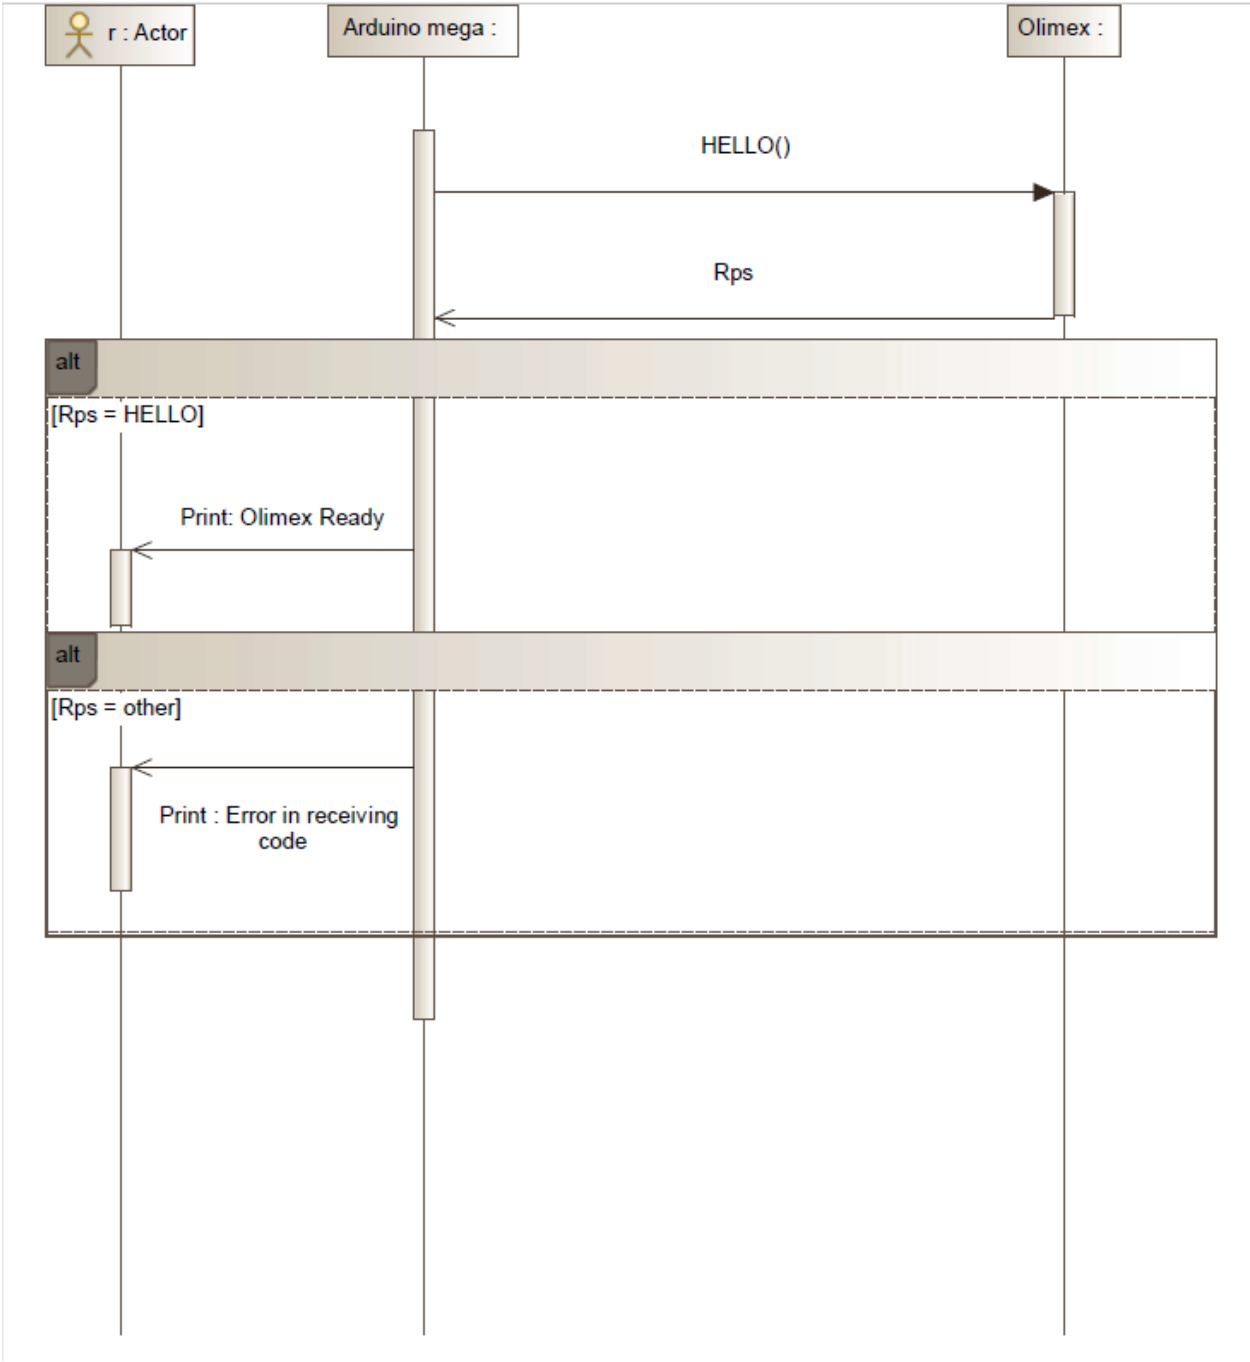 r : Actor
Arduino mega :
Olimex :
HELLO()
Rps
alt
[Rps = HELLO]
Print: Olimex Ready
alt
[Rps = other]
Print : Error in receiving
code